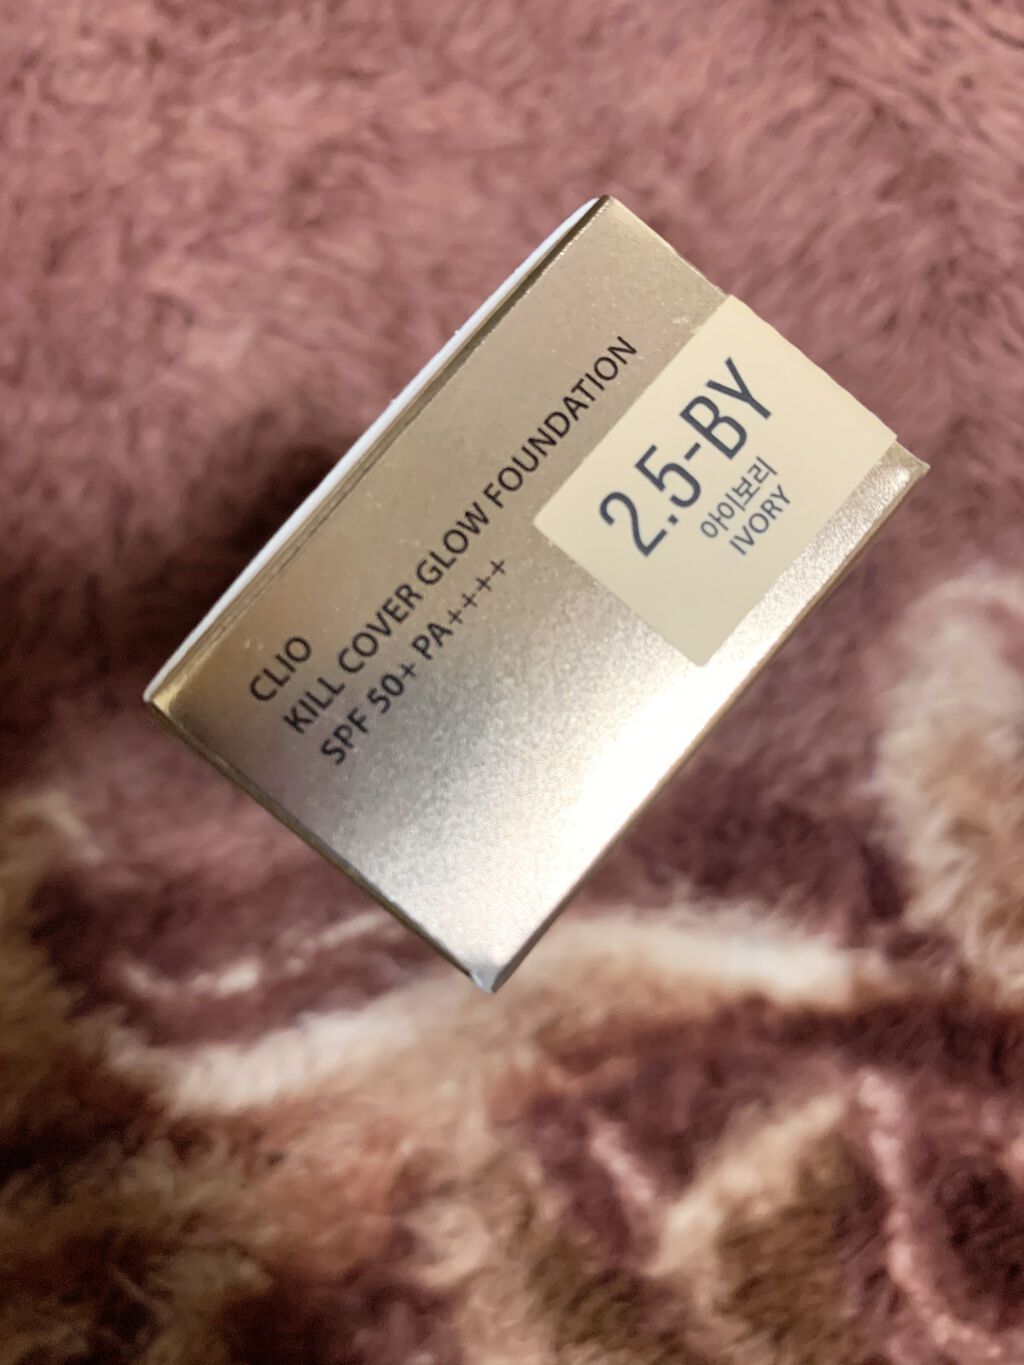 CLIO
KILL COVER GLOW FOUNDATION
SPF 50+ PA++++
2.5-BY
아이보리
IVORY